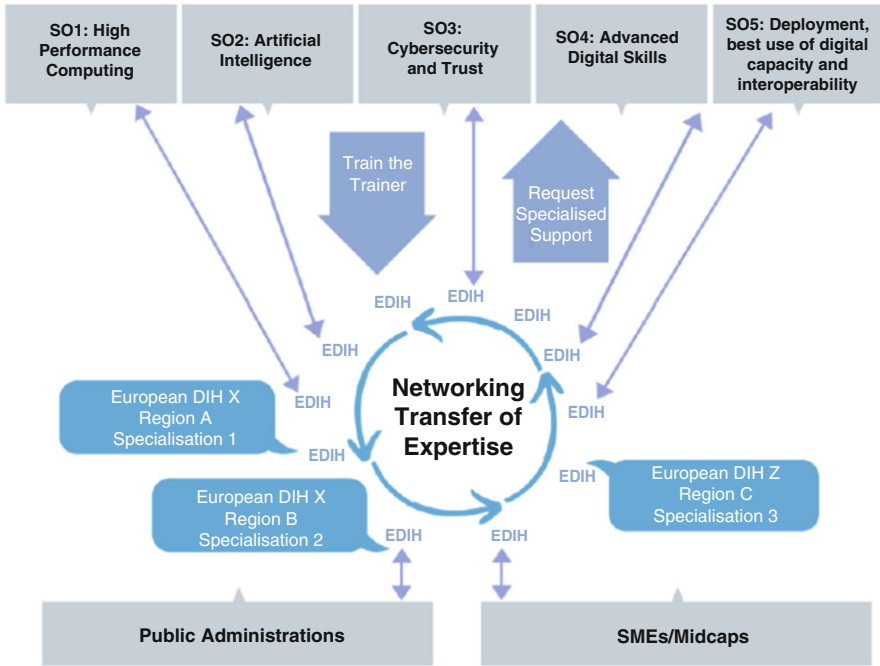 SO1: High
Performance
Computing
SO2: Artificial
Intelligence
SO3:
Cybersecurity
and Trust
SO4: Advanced
Digital Skills
SO5: Deployment,
best use of digital
capacity and
interoperability
Train the
Trainer
Request
Specialised
Support
EDIH
EDIH
EDIH
EDIH
EDIH
EDIH
EDIH
EDIH
EDIH
EDIH
EDIH
Networking
Transfer of
Expertise
European DIH X
Region A
Specialisation 1
European DIH X
Region B
Specialisation 2
European DIH Z
Region C
Specialisation 3
Public Administrations
SMEs/Midcaps